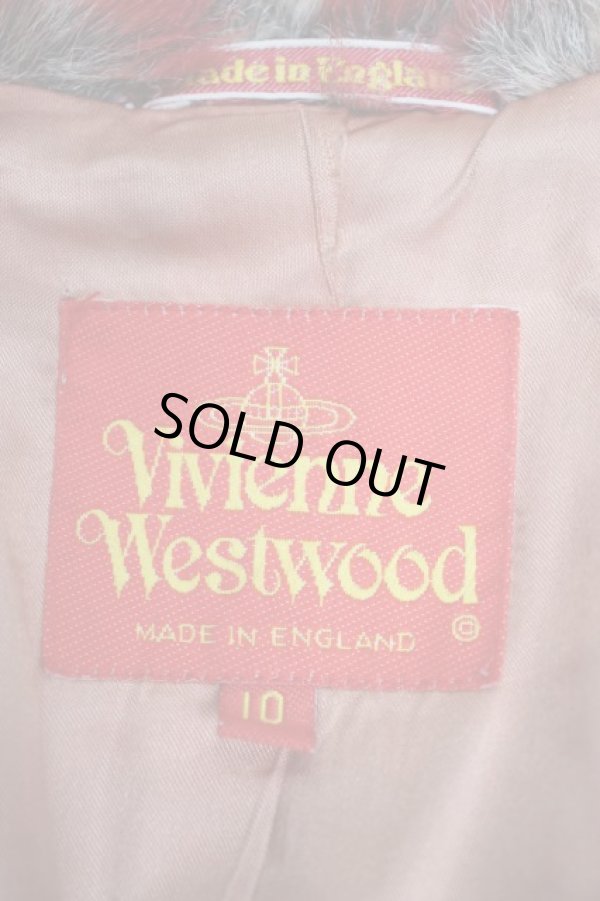 Made in England
SOLD OUT
Vivienne
Westwood
MADE IN ENGLAND ©
10